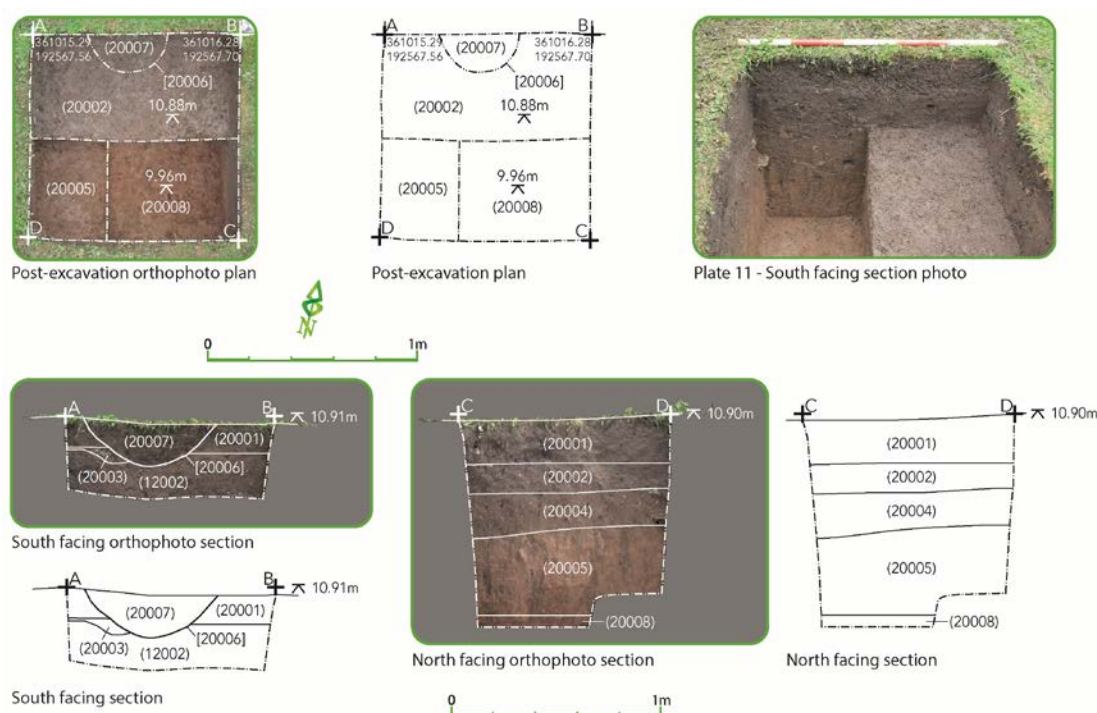 A
B
361015.29
192567.56
(20007)
361016.28
192567.70
[20006]
(20002)
10.88m
(20005)
9.96m
(20008)
D
C
Post-excavation orthophoto plan
A
B
361015.29
192567.56
(20007)
361016.28
192567.70
[20006]
(20002)
10.88m
(20005)
9.96m
(20008)
D
C
Post-excavation plan
Plate 11 - South facing section photo
N
0
1m
A
B
10.91m
(20007)
(20001)
(20003)
(12002)
[20006]
South facing orthophoto section
A
B
10.91m
(20007)
(20001)
(20003)
(12002)
[20006]
South facing section
C
D
10.90m
(20001)
(20002)
(20004)
(20005)
(20008)
North facing orthophoto section
C
D
10.90m
(20001)
(20002)
(20004)
(20005)
(20008)
North facing section
0
1m